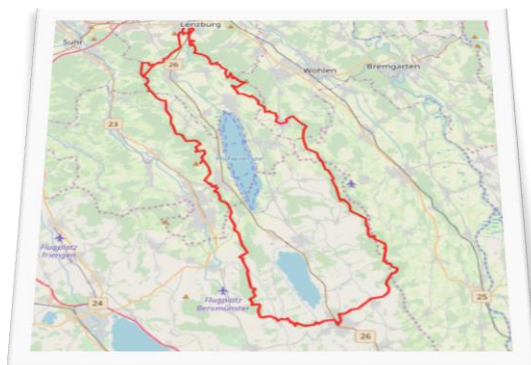 Lenzburg
Suhr
26
Wohlen
Bremgarten
23
Flugplatz
Triengen
24
Flugplatz
Beromünster
25
26